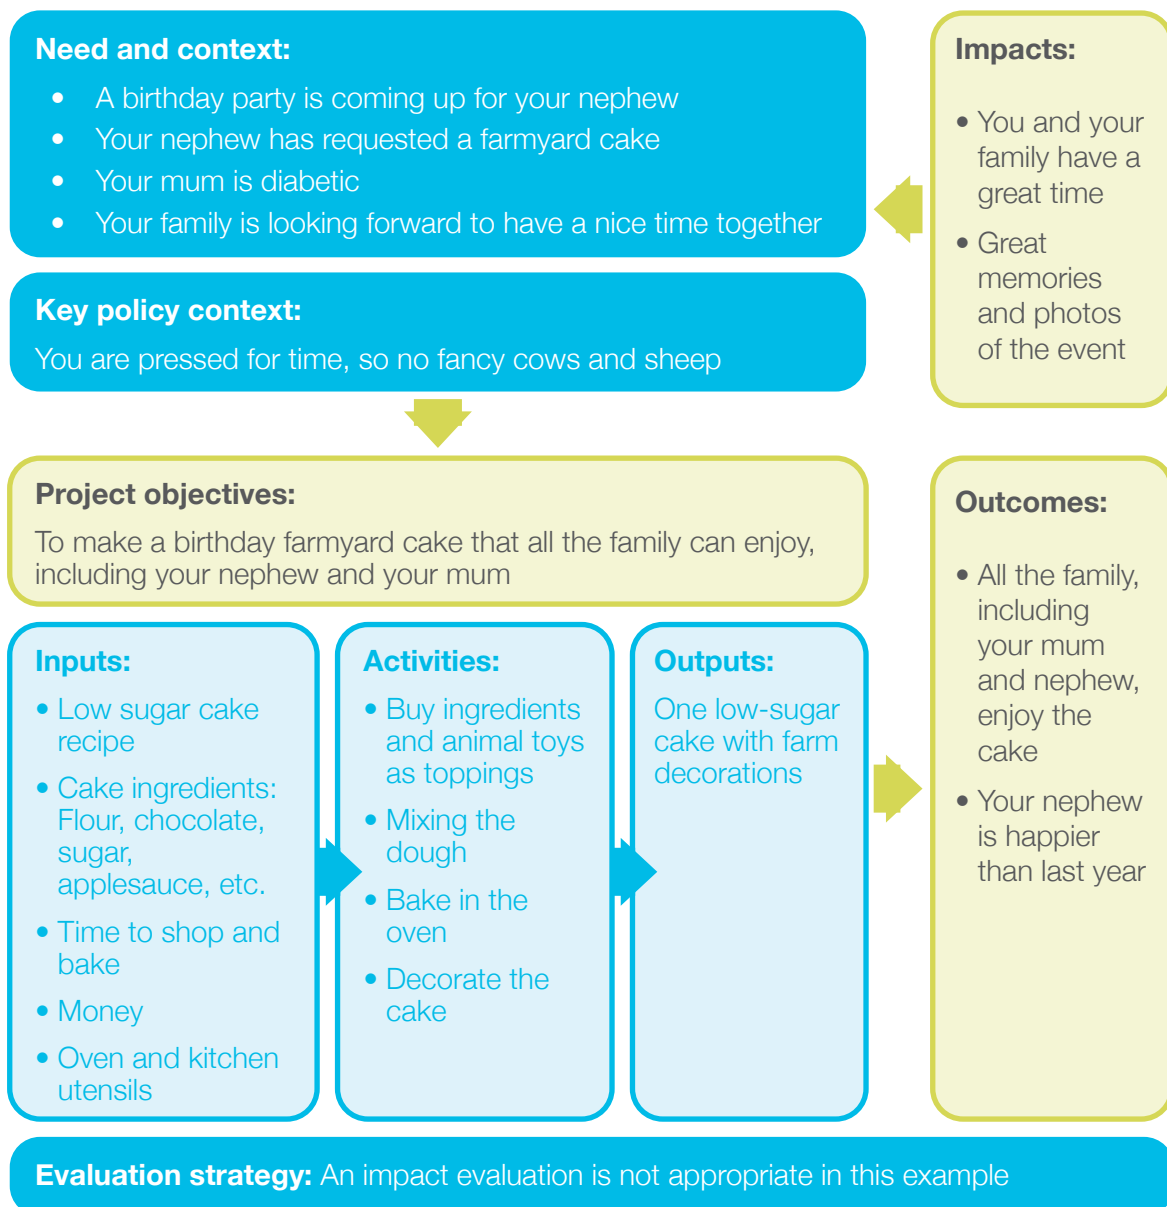 Need and context:
• A birthday party is coming up for your nephew
• Your nephew has requested a farmyard cake
• Your mum is diabetic
• Your family is looking forward to have a nice time together
Key policy context:
You are pressed for time, so no fancy cows and sheep
Impacts:
• You and your
family have a
great time
• Great
memories
and photos
of the event
Project objectives:
To make a birthday farmyard cake that all the family can enjoy,
including your nephew and your mum
Inputs:
• Low sugar cake
recipe
• Cake ingredients:
Flour, chocolate,
sugar,
applesauce, etc.
• Time to shop and
bake
• Money
• Oven and kitchen
utensils
Activities:
• Buy ingredients
and animal toys
as toppings
• Mixing the
dough
• Bake in the
oven
• Decorate the
cake
Outputs:
One low-sugar
cake with farm
decorations
Outcomes:
• All the family,
including
your mum
and nephew,
enjoy the
cake
• Your nephew
is happier
than last year
Evaluation strategy: An impact evaluation is not appropriate in this example